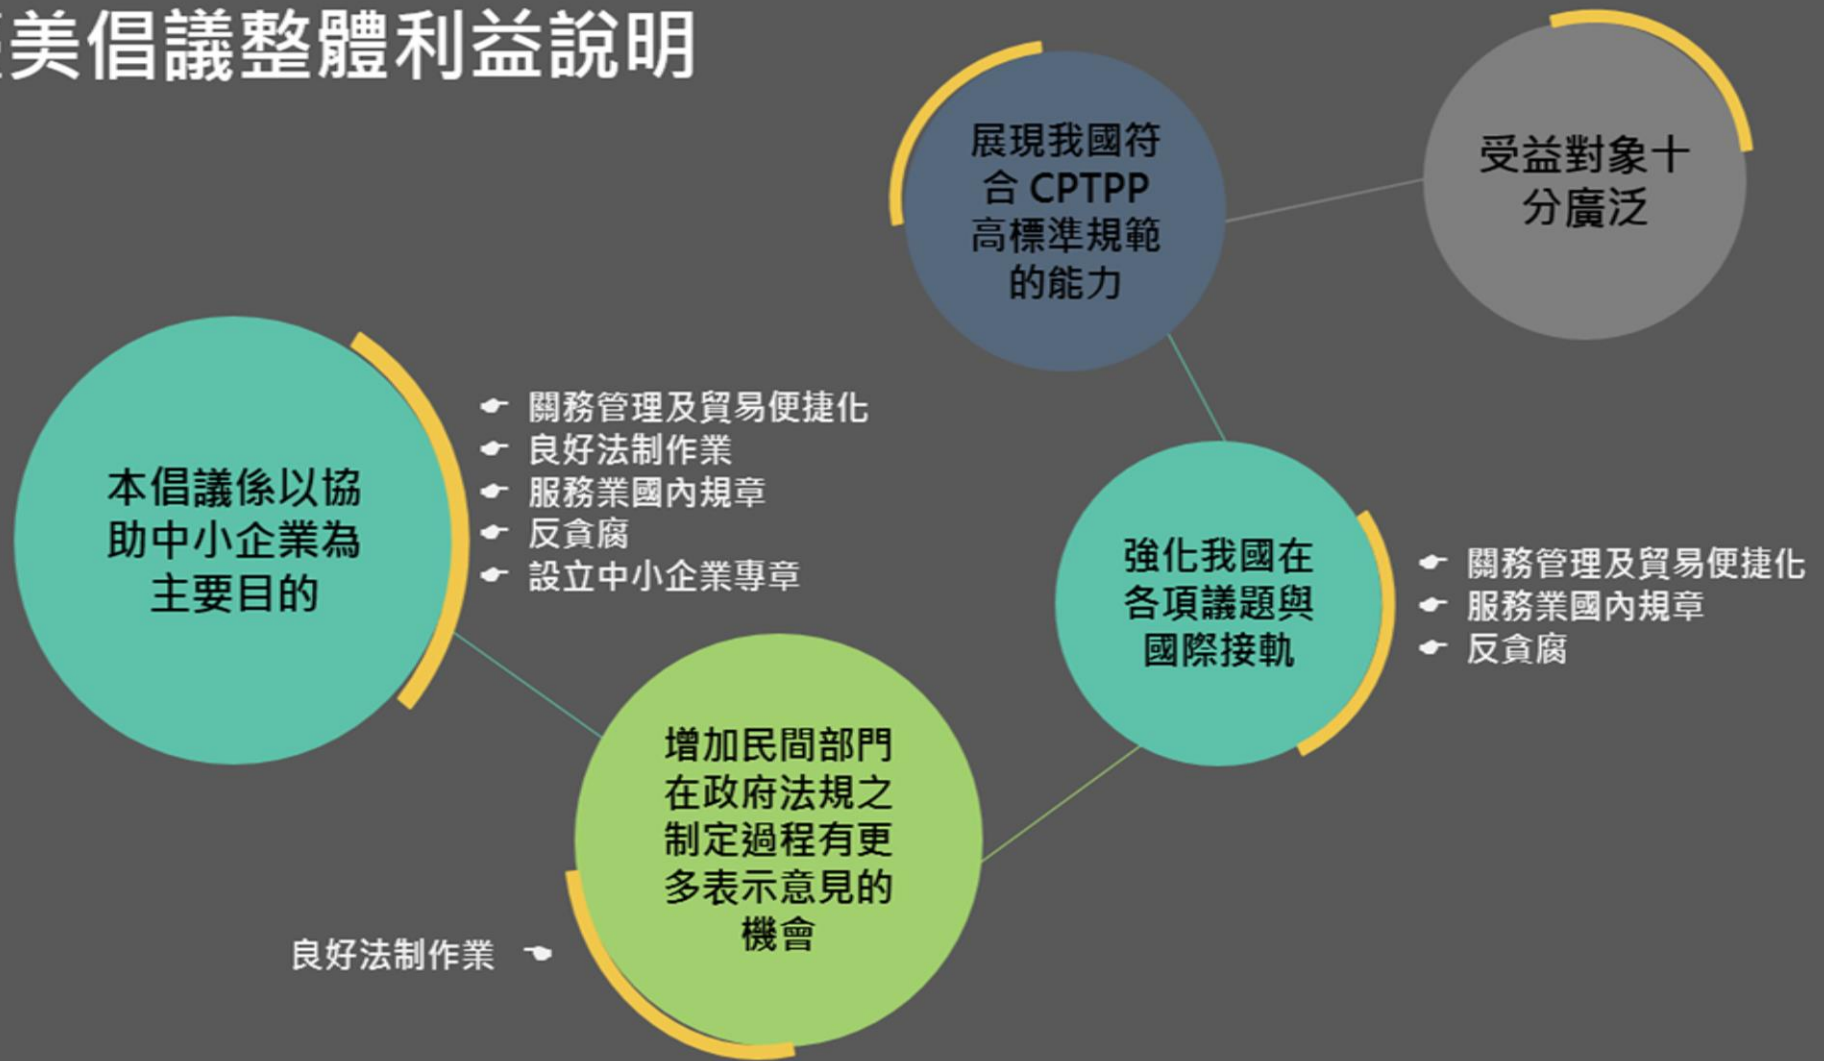 美倡議整體利益說明
展現我國符
合 CPTPP
高標準規範
的能力
受益對象十
分廣泛
本倡議係以協
助中小企業為
主要目的
關務管理及貿易便捷化
良好法制作業
服務業國內規章
反貪腐
設立中小企業專章
強化我國在
各項議題與
國際接軌
關務管理及貿易便捷化
服務業國內規章
反貪腐
增加民間部門
在政府法規之
制定過程有更
多表示意見的
機會
良好法制作業